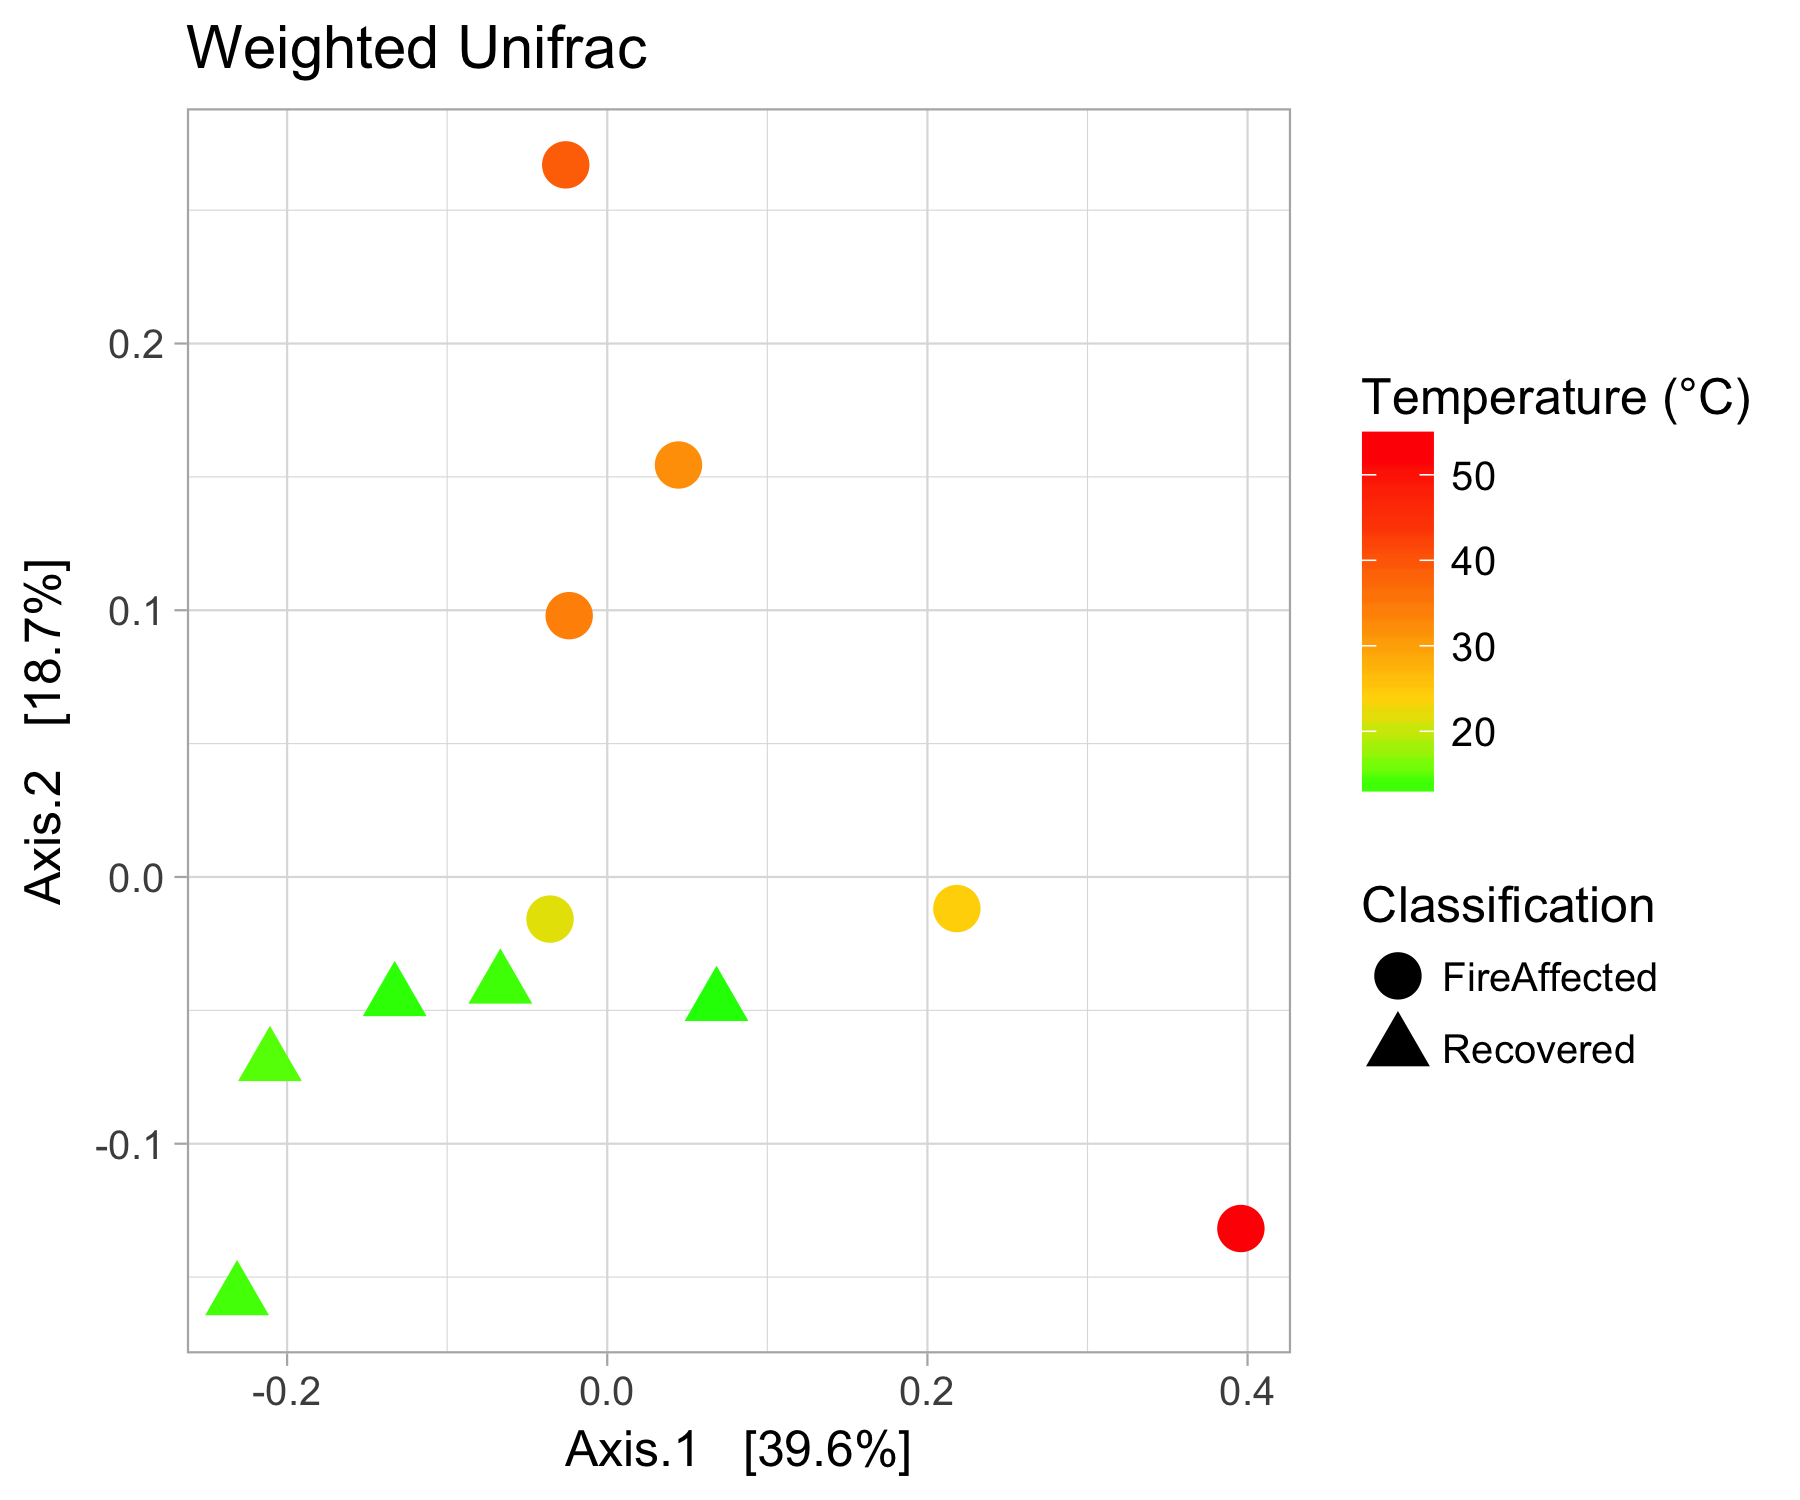 Weighted Unifrac
0.2
0.1
0.0
-0.1
Axis.2 [18.7%]
-0.2 0.0 0.2 0.4
Axis.1 [39.6%]
Temperature (°C)
50
40
30
20
Classification
FireAffected
Recovered